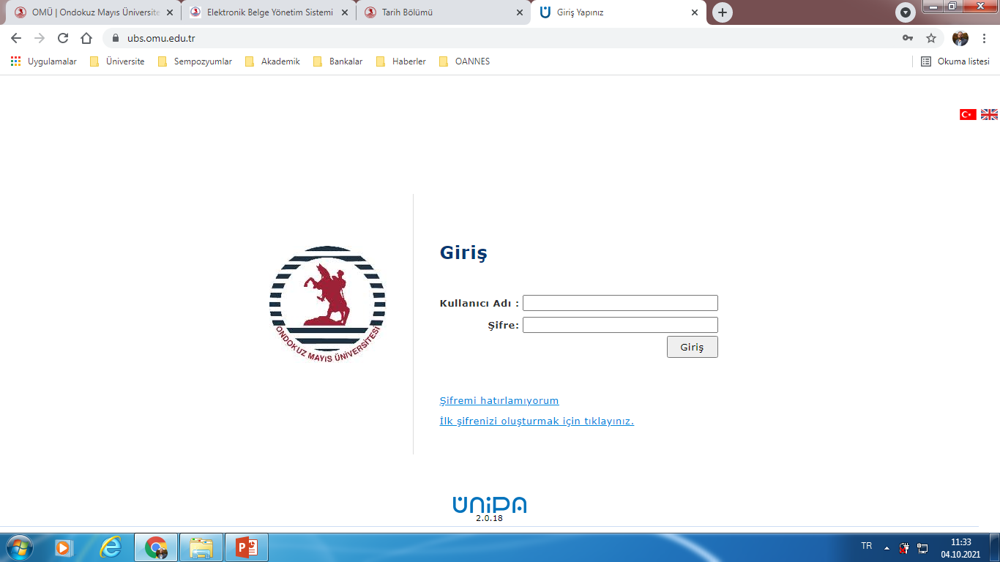 OMÜ | Ondokuz Mayıs Üniversite
Elektronik Belge Yönetim Sistemi
Tarih Bölümü
Giriş Yapınız
ubs.omu.edu.tr
Uygulamalar
Üniversite
Sempozyumlar
Akademik
Bankalar
Haberler
OANNES
Okuma listesi
ONDOKUZ MAYIS ÜNİVERSİTESİ
Giriş
Kullanıcı Adı :
Şifre:
Giriş
Şifremi hatırlamıyorum
İlk şifrenizi oluşturmak için tıklayınız.
ÜNİPA
2.0.18
TR
11:33
04.10.2021